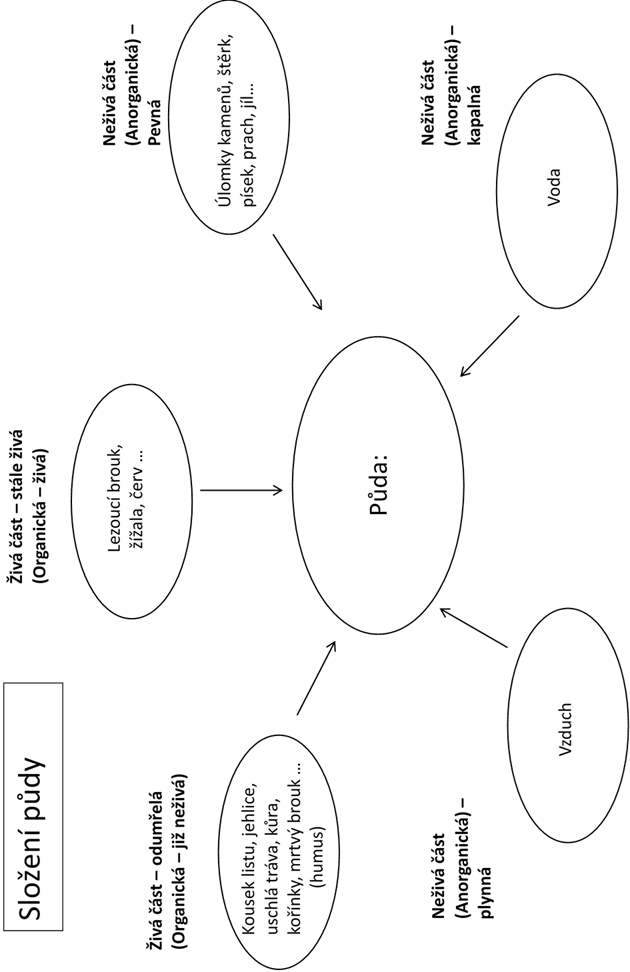 Složení půdy
Živá část – odumřelá
(Organická – již neživá)
Kousek listu, jehlice,
uschlá tráva, kůra,
kořínky, mrtvý brouk ...
(humus)
Živá část – stále živá
(Organická – živá)
Lezoucí brouk,
žížala, červ ...
Neživá část
(Anorganická) –
Pevná
Úlomky kamenů, štěrk,
písek, prach, jíl...
Půda:
Neživá část
(Anorganická) –
plynná
Vzduch
Neživá část
(Anorganická) –
kapalná
Voda